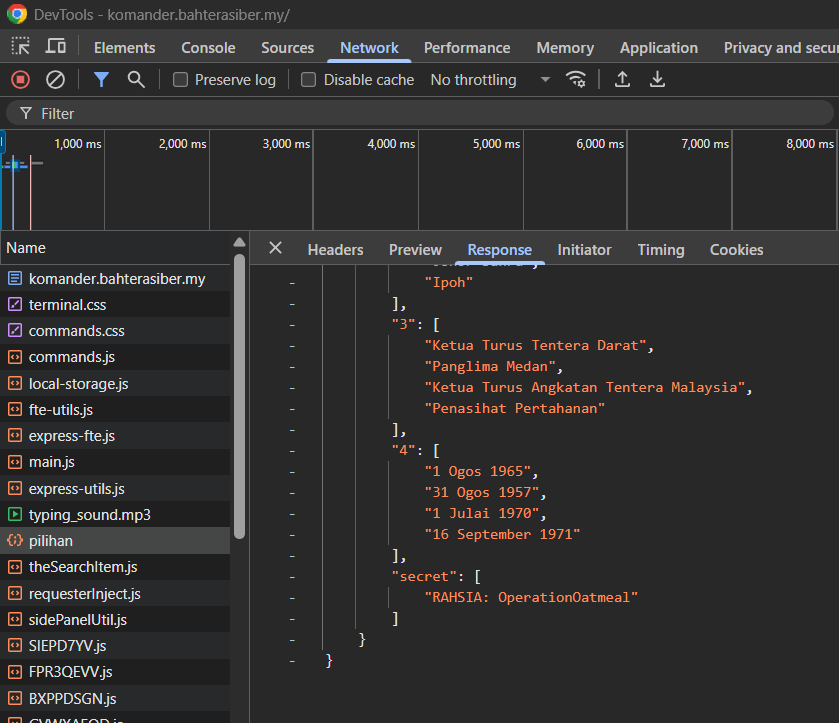 DevTools - komander.bahterasiber.my/
Elements Console Sources Network Performance Memory Application Privacy and secu
Preserve log Disable cache No throttling
Filter
1,000 ms 2,000 ms 3,000 ms 4,000 ms 5,000 ms 6,000 ms 7,000 ms 8,000 ms
Name
Headers Preview Response Initiator Timing Cookies
komander.bahterasiber.my
terminal.css
commands.css
commands.js
local-storage.js
fte-utils.js
express-fte.js
main.js
express-utils.js
typing_sound.mp3
pilihan
theSearchItem.js
requesterInject.js
sidePanelUtil.js
SIEPD7YV.js
FPR3QEVV.js
BXPPDSGN.js
- "Ipoh"
- ],
- "3": [
- "Ketua Turus Tentera Darat",
- "Panglima Medan",
- "Ketua Turus Angkatan Tentera Malaysia",
- "Penasihat Pertahanan"
- ],
- "4": [
- "1 Ogos 1965",
- "31 Ogos 1957",
- "1 Julai 1970",
- "16 September 1971"
- ],
- "secret": [
- "RAHSIA: OperationOatmeal"
- ]
- }
- }